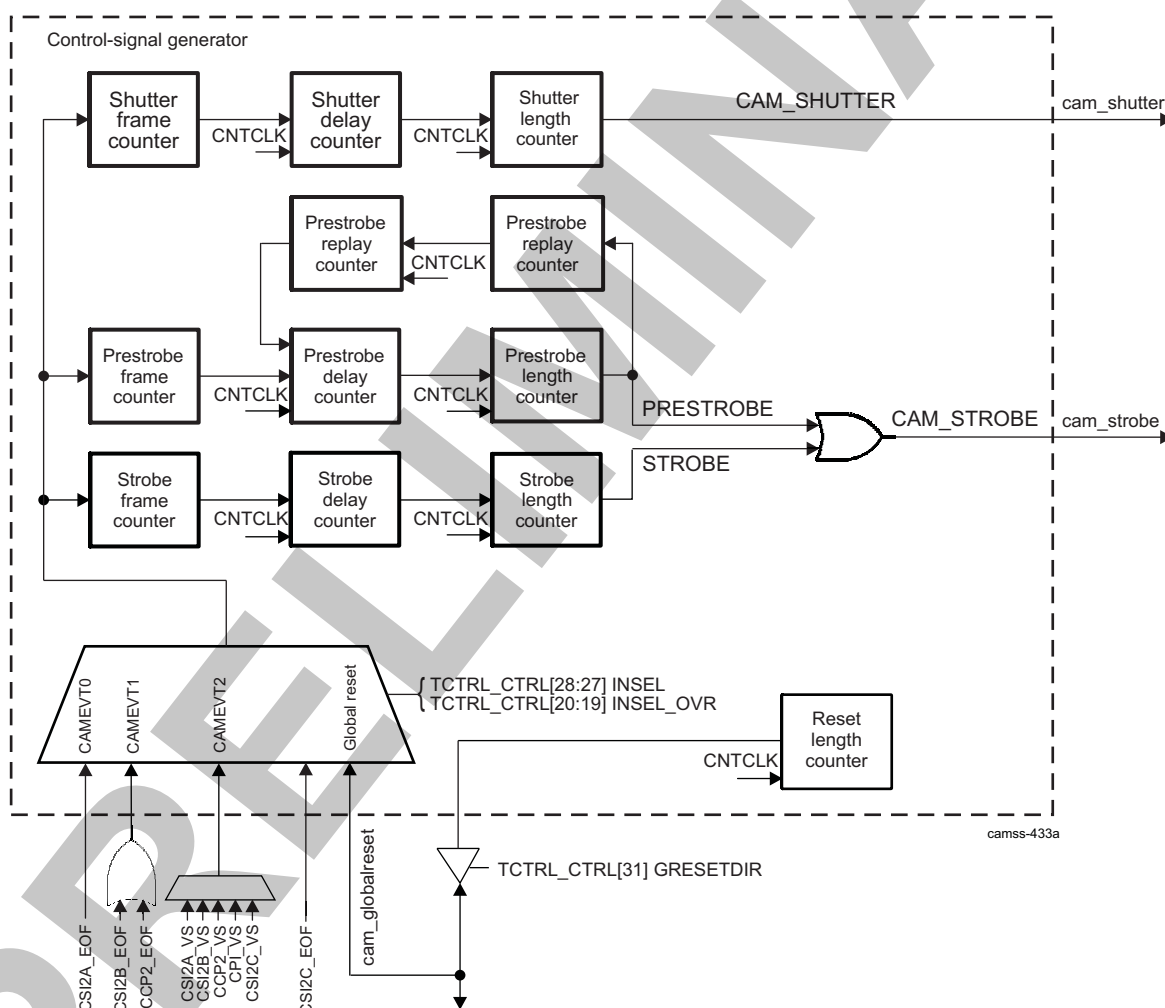 Control-signal generator
Shutter
frame
counter
CNTCLK
Shutter
delay
counter
CNTCLK
Shutter
length
counter
CAM_SHUTTER
cam_shutter
Prestrobe
replay
counter
CNTCLK
Prestrobe
replay
counter
Prestrobe
frame
counter
CNTCLK
Prestrobe
delay
counter
CNTCLK
Prestrobe
length
counter
PRESTROBE
CAM_STROBE
cam_strobe
STROBE
Strobe
frame
counter
CNTCLK
Strobe
delay
counter
CNTCLK
Strobe
length
counter
CAMEVT0
CAMEVT1
CAMEVT2
Global reset
TCTRL_CTRL[28:27] INSEL
TCTRL_CTRL[20:19] INSEL_OVR
Reset
length
counter
CNTCLK
camss-433a
TCTRL_CTRL[31] GRESETDIR
cam_globalreset
CSI2A_EOF
CSI2B_EOF
CCP2_EOF
CSI2A_VS
CSI2B_VS
CCP2_VS
CPI_VS
CSI2C_VS
CSI2C_EOF
PRELIMINA